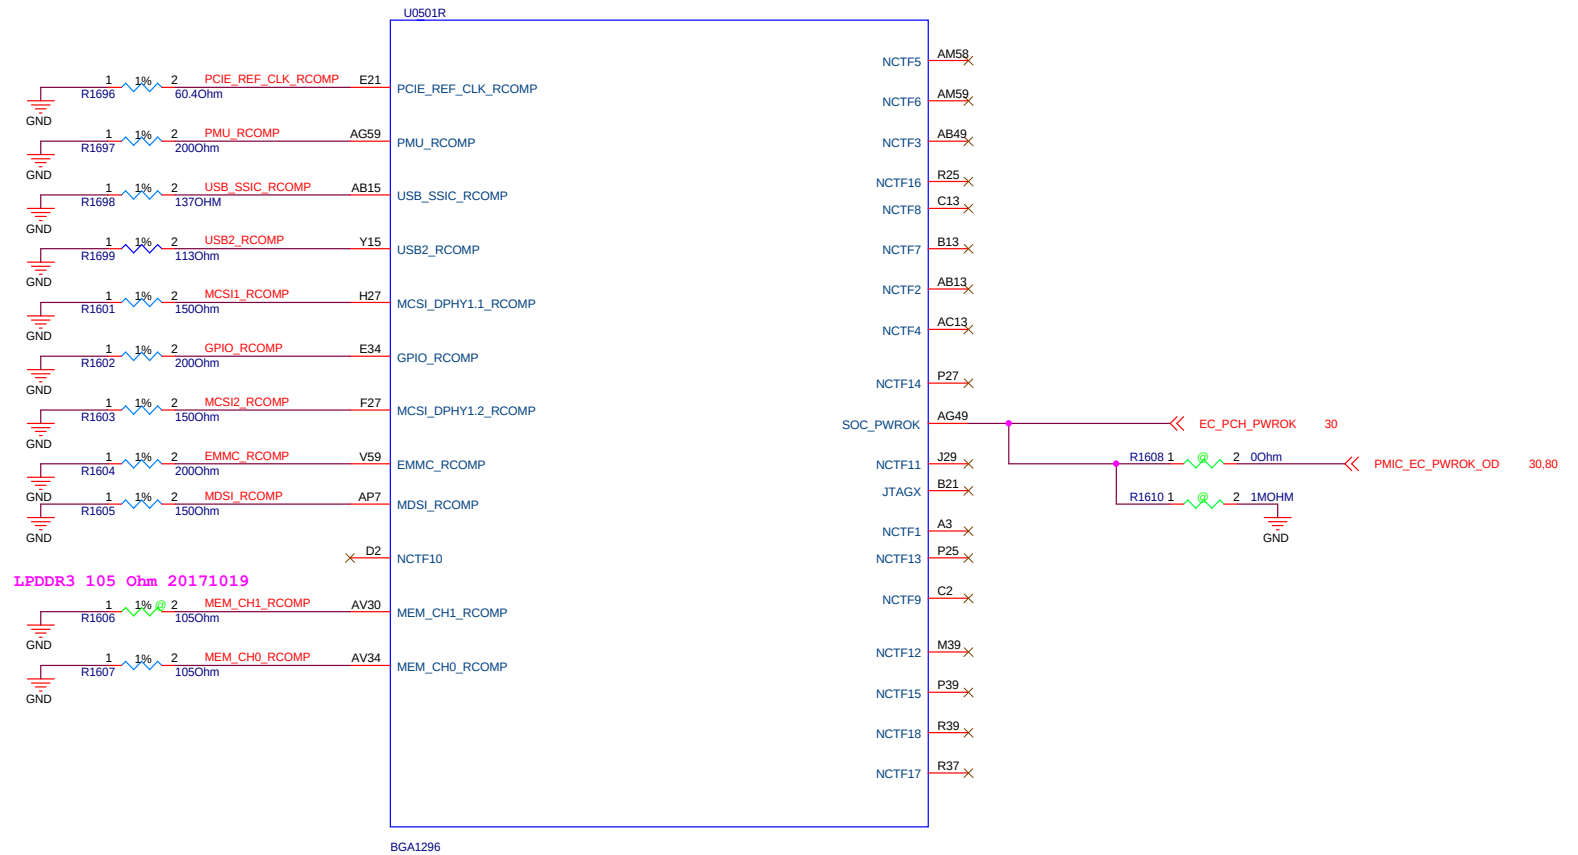 U0501R
1 1% 2 PCIE_REF_CLK_RCOMP E21
R1696 60.4Ohm
PCIE_REF_CLK_RCOMP
GND
1 1% 2 PMU_RCOMP AG59
R1697 200Ohm
PMU_RCOMP
GND
1 1% 2 USB_SSIC_RCOMP AB15
R1698 137OHM
USB_SSIC_RCOMP
GND
1 1% 2 USB2_RCOMP Y15
R1699 113Ohm
USB2_RCOMP
GND
1 1% 2 MCSI1_RCOMP H27
R1601 150Ohm
MCSI_DPHY1.1_RCOMP
GND
1 1% 2 GPIO_RCOMP E34
R1602 200Ohm
GPIO_RCOMP
GND
1 1% 2 MCSI2_RCOMP F27
R1603 150Ohm
MCSI_DPHY1.2_RCOMP
GND
1 1% 2 EMMC_RCOMP V59
R1604 200Ohm
EMMC_RCOMP
GND
1 1% 2 MDSI_RCOMP AP7
R1605 150Ohm
MDSI_RCOMP
GND
D2
NCTF10
LPDDR3 105 Ohm 20171019
1 1% @ 2 MEM_CH1_RCOMP AV30
R1606 105Ohm
MEM_CH1_RCOMP
GND
1 1% 2 MEM_CH0_RCOMP AV34
R1607 105Ohm
MEM_CH0_RCOMP
GND
NCTF5 AM58
NCTF6 AM59
NCTF3 AB49
NCTF16 R25
NCTF8 C13
NCTF7 B13
NCTF2 AB13
NCTF4 AC13
NCTF14 P27
SOC_PWROK AG49 EC_PCH_PWROK 30
NCTF11 J29
R1608 1 @ 2 0Ohm PMIC_EC_PWROK_OD 30,80
JTAGX B21
R1610 1 @ 2 1MOHM
GND
NCTF1 A3
NCTF13 P25
NCTF9 C2
NCTF12 M39
NCTF15 P39
NCTF18 R39
NCTF17 R37
BGA1296